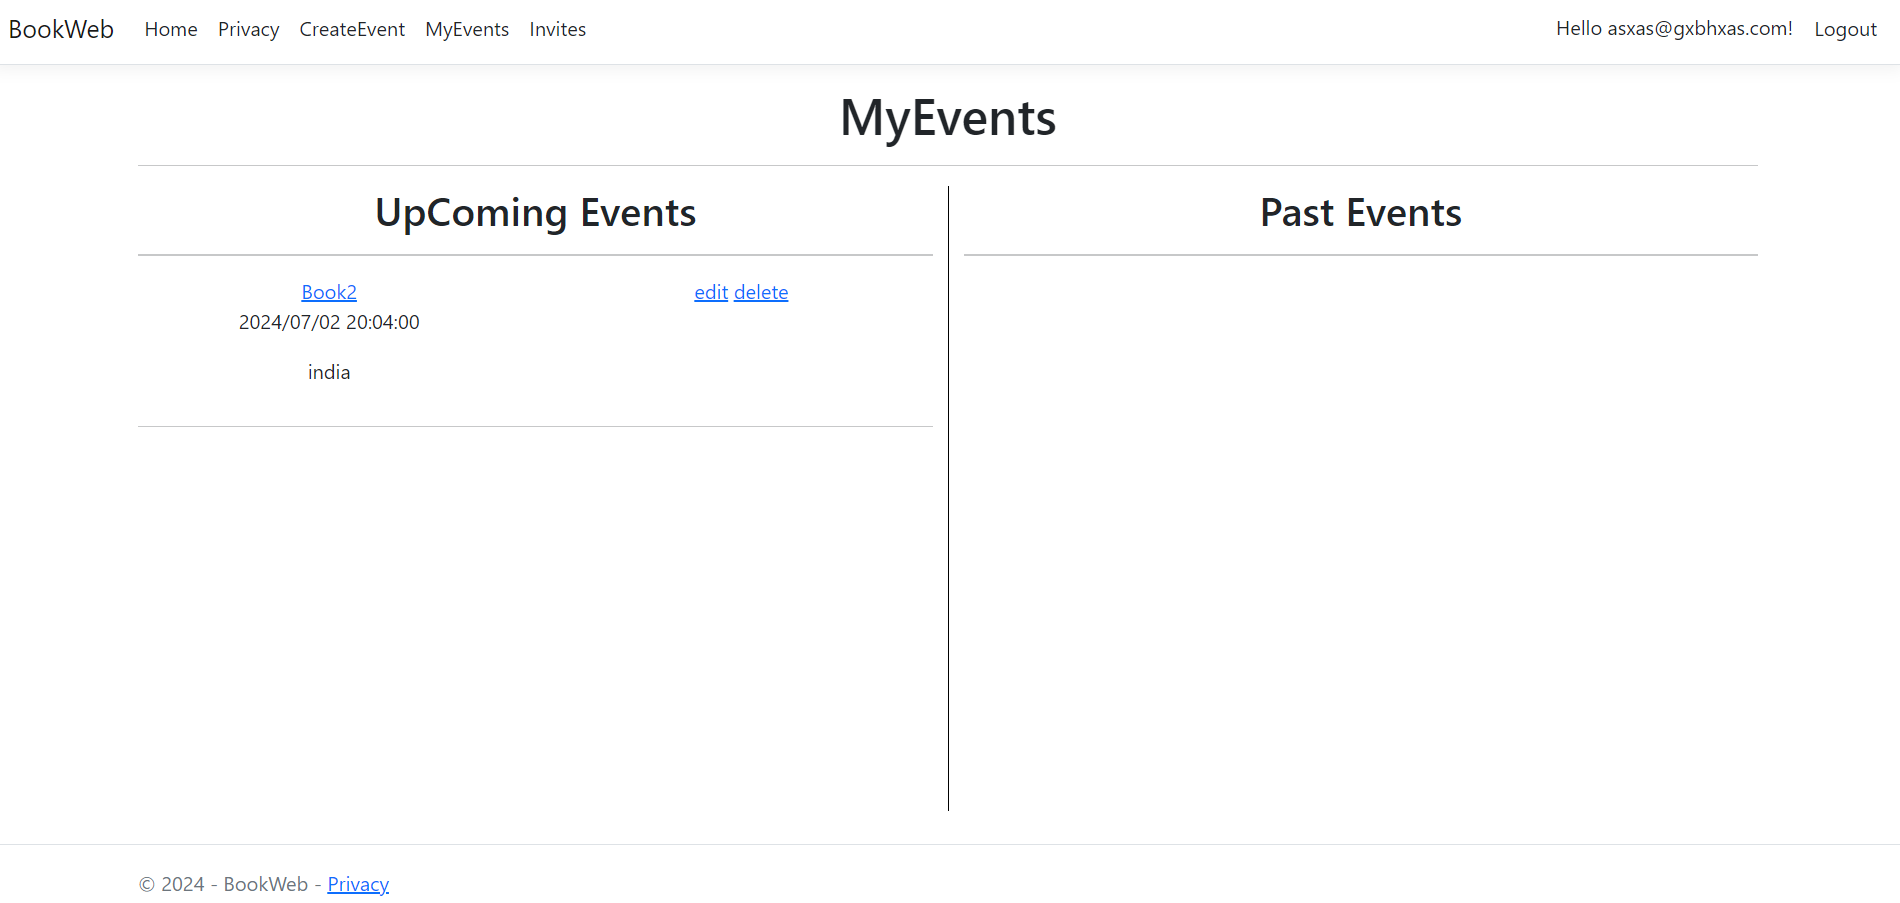 BookWeb Home Privacy CreateEvent MyEvents Invites Hello asxas@gxbhxas.com! Logout
MyEvents
UpComing Events
Book2 edit delete
2024/07/02 20:04:00
india
Past Events
© 2024 - BookWeb - Privacy